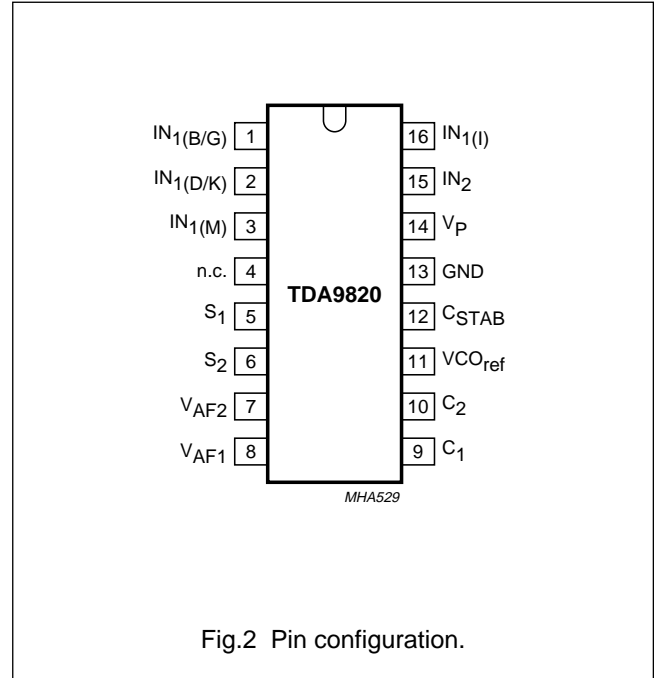 IN1(B/G) 1 16 IN1(I)
IN1(D/K) 2 15 IN2
IN1(M) 3 14 VP
n.c. 4 13 GND
TDA9820
S1 5 12 CSTAB
S2 6 11 VCOref
VAF2 7 10 C2
VAF1 8 9 C1
MHA529
Fig.2 Pin configuration.